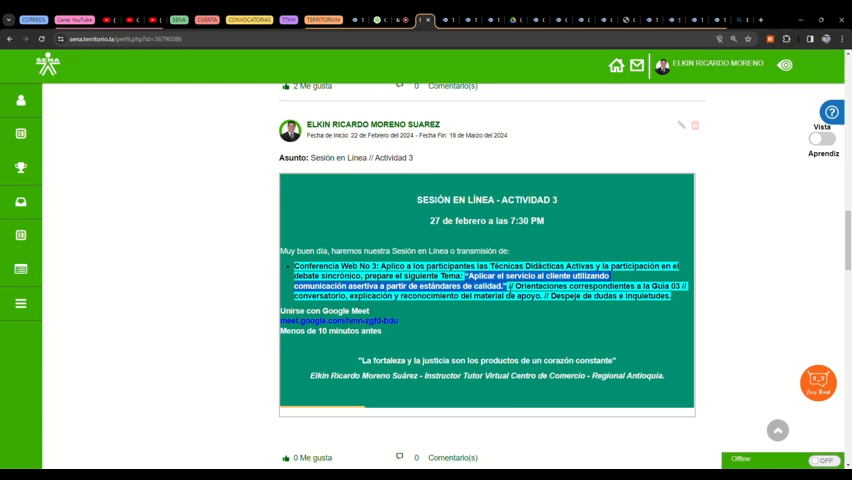 CORREOS
Canal YouTube
SENA
CUENTA
CONVOCATORIAS
TTHH
TERRITORIUM
sena.territorio.la/perfil.php?id=36790586
SENA
ELKIN RICARDO MORENO
2 Me gusta
0 Comentario(s)
ELKIN RICARDO MORENO SUAREZ
Fecha de Inicio: 22 de Febrero del 2024 - Fecha Fin: 18 de Marzo del 2024
Vista
Aprendiz
Asunto: Sesión en Línea // Actividad 3
SESIÓN EN LÍNEA - ACTIVIDAD 3
27 de febrero a las 7:30 PM
Muy buen día, haremos nuestra Sesión en Línea o transmisión de:
Conferencia Web No 3: Aplico a los participantes las Técnicas Didácticas Activas y la participación en el
debate sincrónico, prepare el siguiente Tema: "Aplicar el servicio al cliente utilizando
comunicación asertiva a partir de estándares de calidad." // Orientaciones correspondientes a la Guia 03 //
conversatorio, explicación y reconocimiento del material de apoyo. // Despeje de dudas e inquietudes.
Unirse con Google Meet
meet.google.com/hmn-zgfd-bdu
Menos de 10 minutos antes
"La fortaleza y la justicia son los productos de un corazón constante"
Elkin Ricardo Moreno Suárez - Instructor Tutor Virtual Centro de Comercio - Regional Antioquia.
0 Me gusta
0 Comentario(s)
Offline
OFF